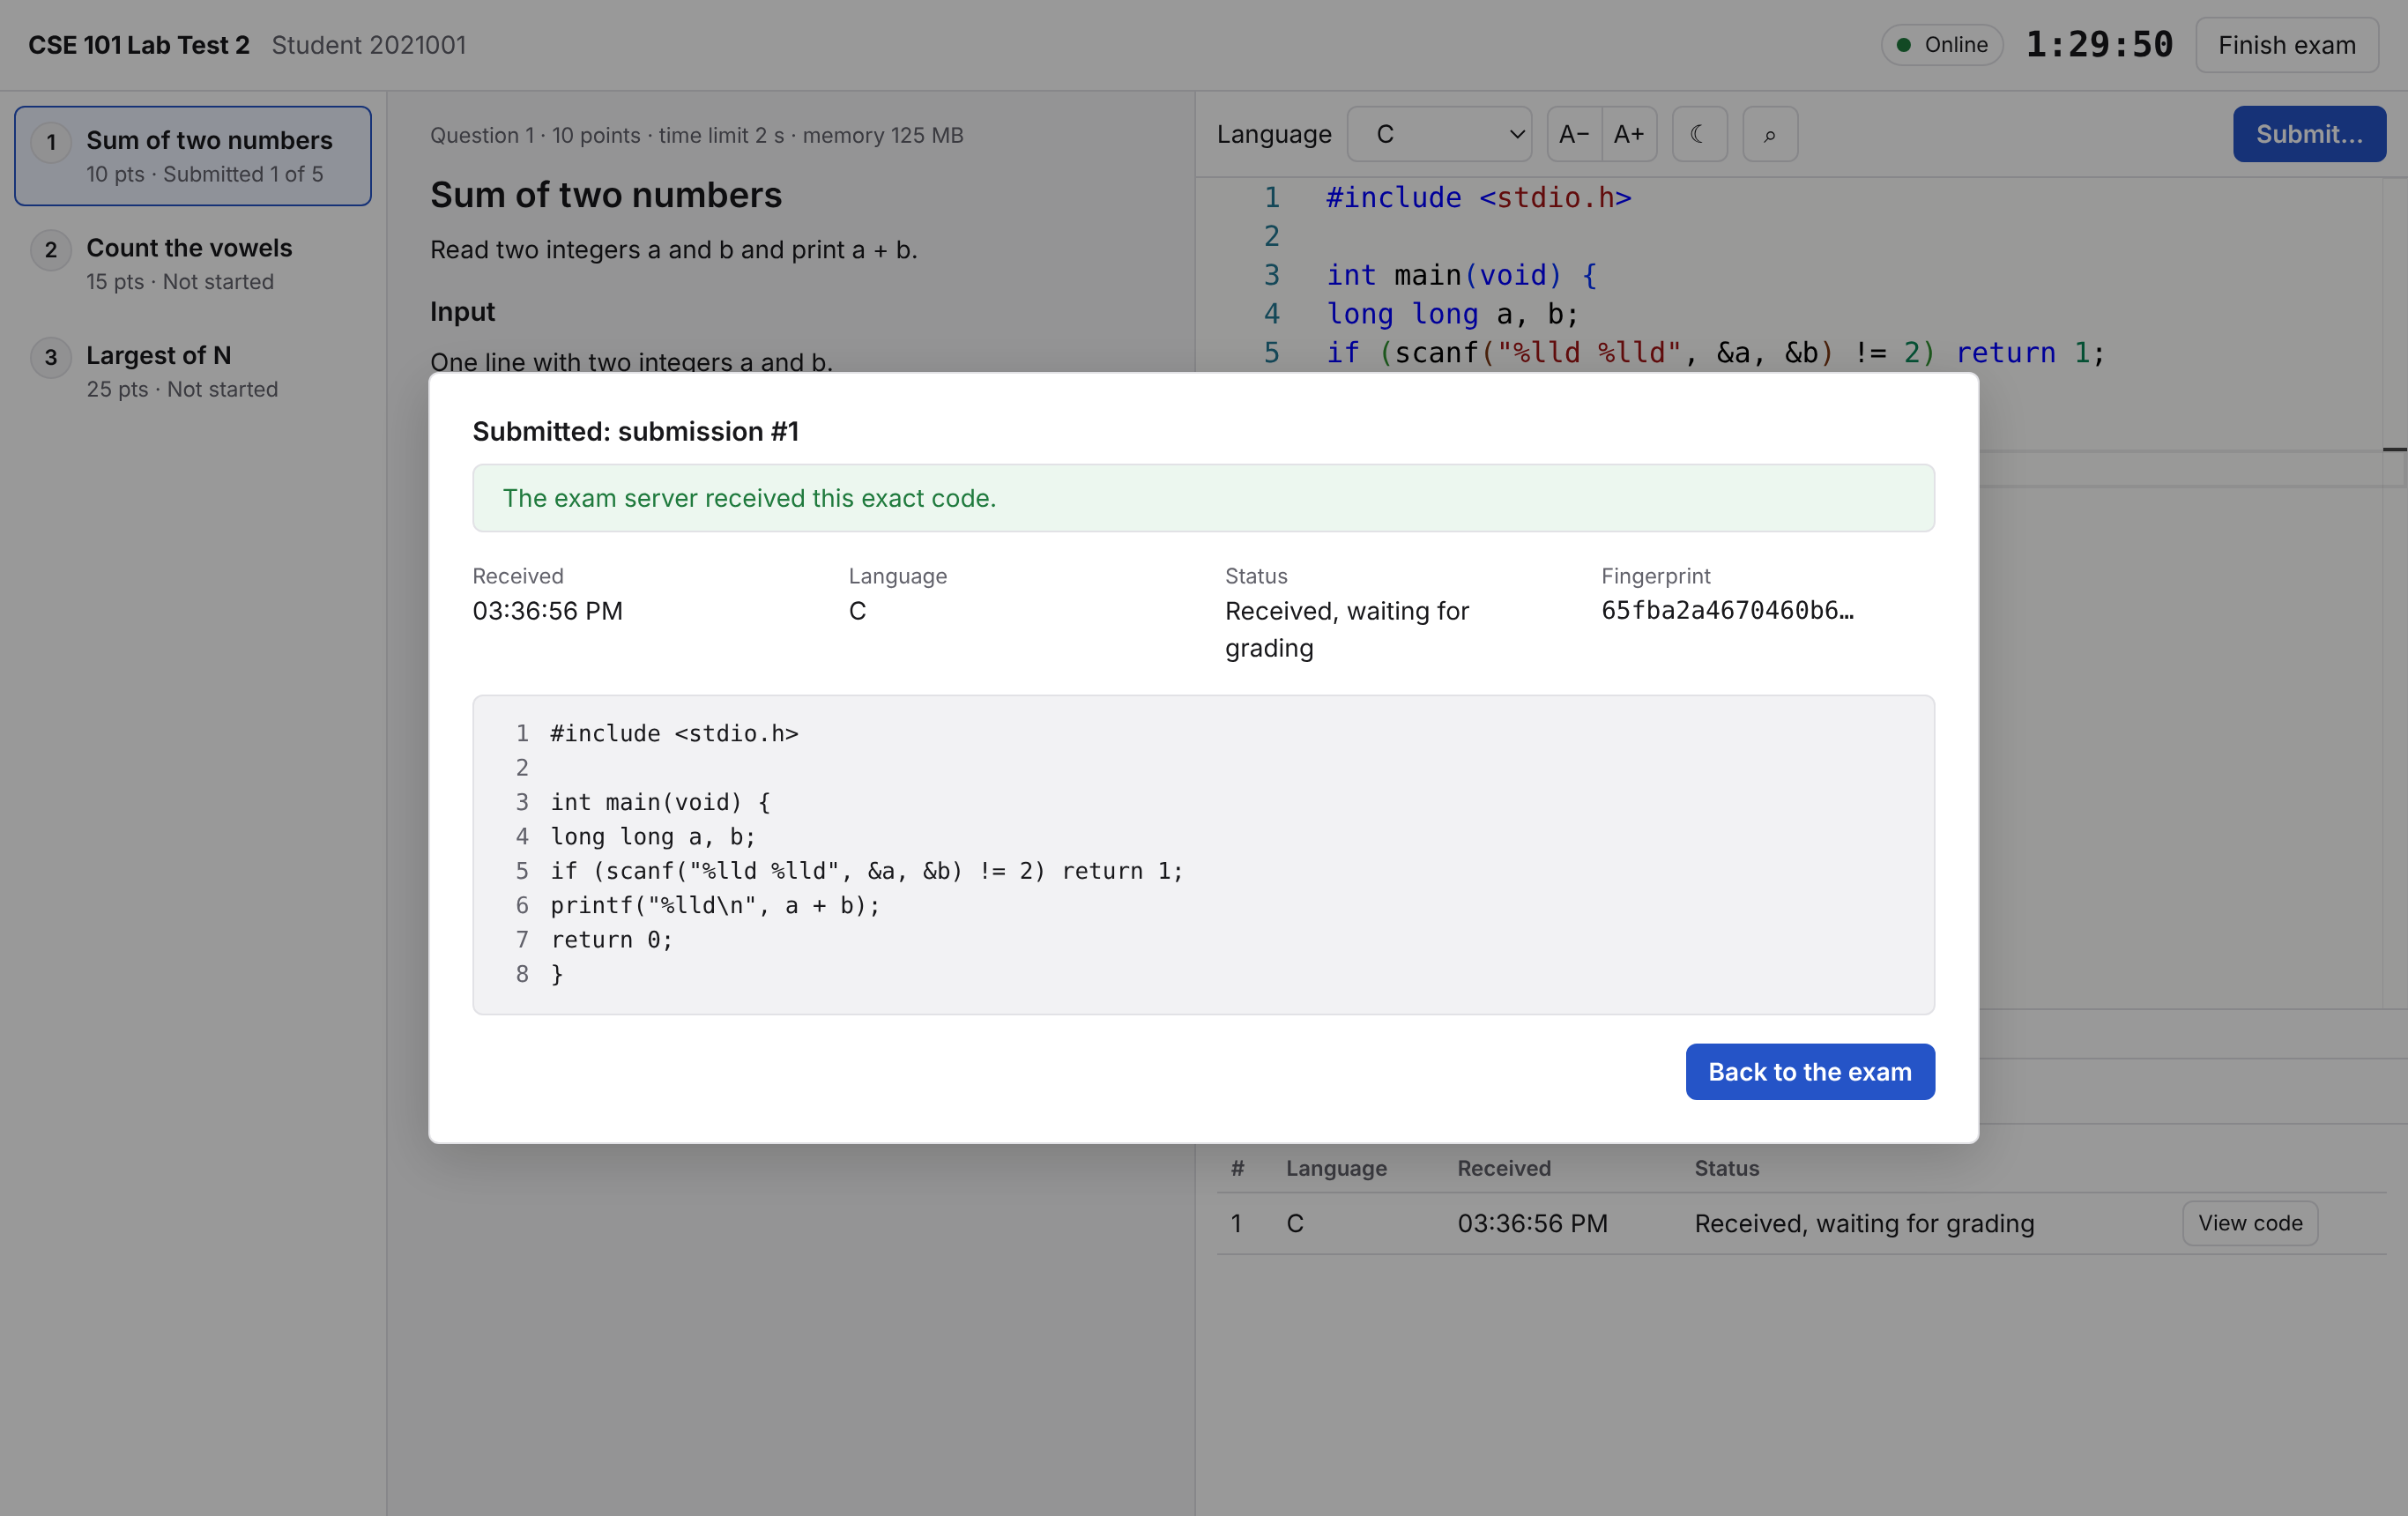 CSE 101 Lab Test 2 Student 2021001
Online 1:29:50 Finish exam
1 Sum of two numbers
10 pts · Submitted 1 of 5
2 Count the vowels
15 pts · Not started
3 Largest of N
25 pts · Not started
Question 1 · 10 points · time limit 2 s · memory 125 MB
Sum of two numbers
Read two integers a and b and print a + b.
Input
One line with two integers a and b.
Language C A− A+ Submit...
1 #include <stdio.h>
2
3 int main(void) {
4 long long a, b;
5 if (scanf("%lld %lld", &a, &b) != 2) return 1;
Submitted: submission #1
The exam server received this exact code.
Received Language Status Fingerprint
03:36:56 PM C Received, waiting for 65fba2a4670460b6…
grading
1 #include <stdio.h>
2
3 int main(void) {
4 long long a, b;
5 if (scanf("%lld %lld", &a, &b) != 2) return 1;
6 printf("%lld\n", a + b);
7 return 0;
8 }
Back to the exam
# Language Received Status
1 C 03:36:56 PM Received, waiting for grading View code